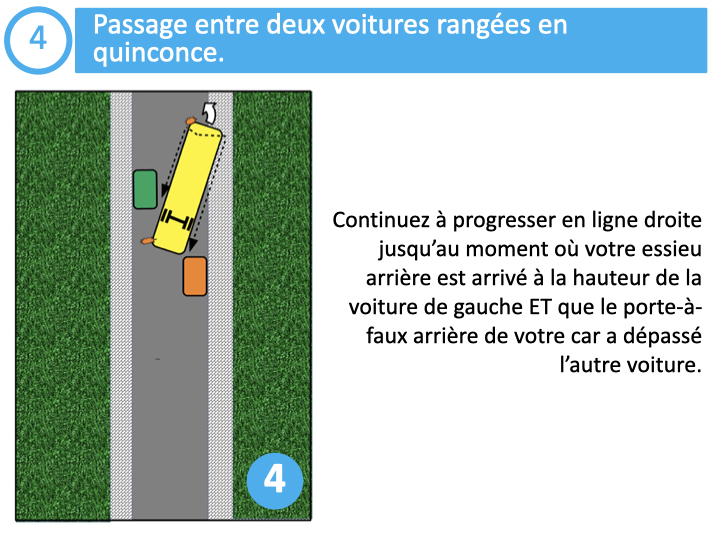 4
Passage entre deux voitures rangées en
quinconce.
Continuez à progresser en ligne droite
jusqu’au moment où votre essieu
arrière est arrivé à la hauteur de la
voiture de gauche ET que le porte-à-
faux arrière de votre car a dépassé
l’autre voiture.
4